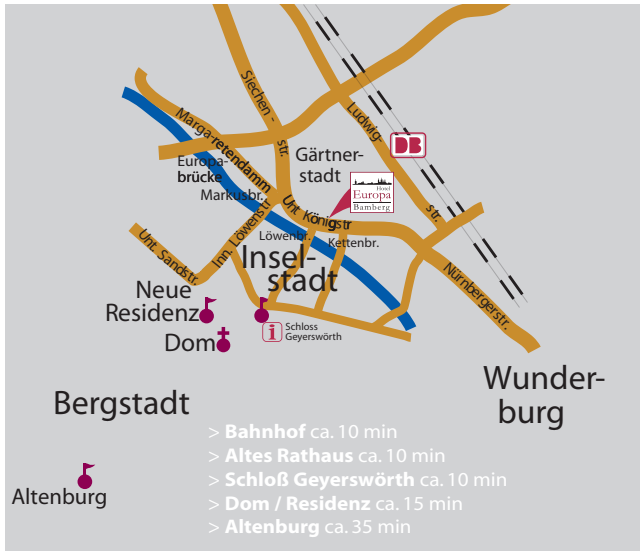 Siechen-
str.
Ludwig-
str.
DB
Marga-retendamm
Gärtner-
stadt
Europa-
brücke
Markusbr.
Hotel
Europa
Bamberg
Unt. Königstr
Inn. Löwenstr
Unt. Sandstr
Löwenbr.
Kettenbr.
Insel-
stadt
Nürnbergerstr.
Neue
Residenz
Dom
i
Schloss
Geyerswörth
Wunder-
burg
Bergstadt
Altenburg
> Bahnhof ca. 10 min
> Altes Rathaus ca. 10 min
> Schloß Geyerswörth ca. 10 min
> Dom / Residenz ca. 15 min
> Altenburg ca. 35 min